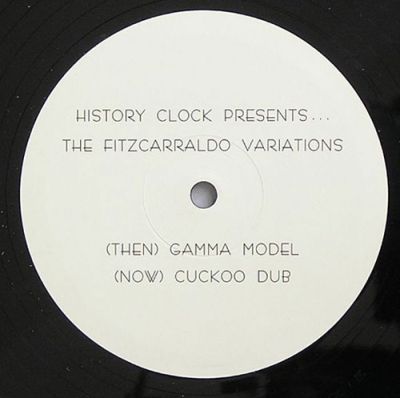 HISTORY CLOCK PRESENTS...
THE FITZCARRALDO VARIATIONS
(THEN) GAMMA MODEL
(NOW) CUCKOO DUB